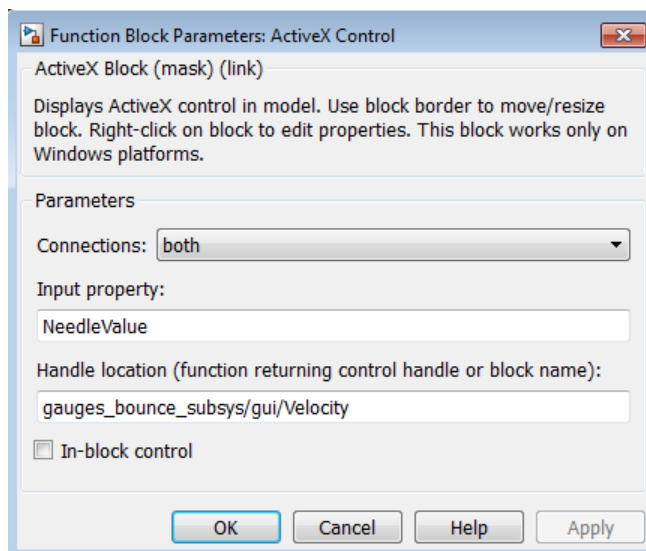 Function Block Parameters: ActiveX Control
ActiveX Block (mask) (link)
Displays ActiveX control in model. Use block border to move/resize
block. Right-click on block to edit properties. This block works only on
Windows platforms.
Parameters
Connections: both
Input property:
NeedleValue
Handle location (function returning control handle or block name):
gauges_bounce_subsys/gui/Velocity
In-block control
OK Cancel Help Apply